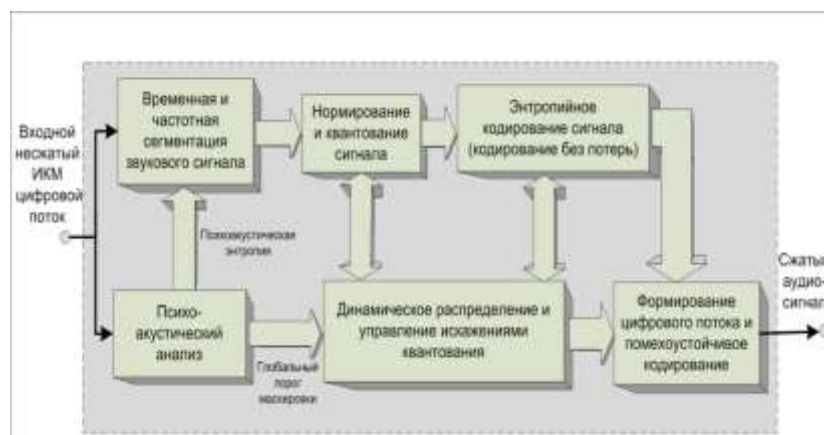 Входной
несжатый
ИКМ
цифровой
поток
Временная и
частотная
сегментация
звукового сигнала
Нормирование
и квантование
сигнала
Энтропийное
кодирование сигнала
(кодирование без потерь)
Психоакустическая
энтропия
Психо-
акустический
анализ
Глобальный
порог
маскировки
Динамическое распределение и
управление искажениями
квантования
Формирование
цифрового потока и
помехоустойчивое
кодирование
Сжаты
аудио-
сигнал